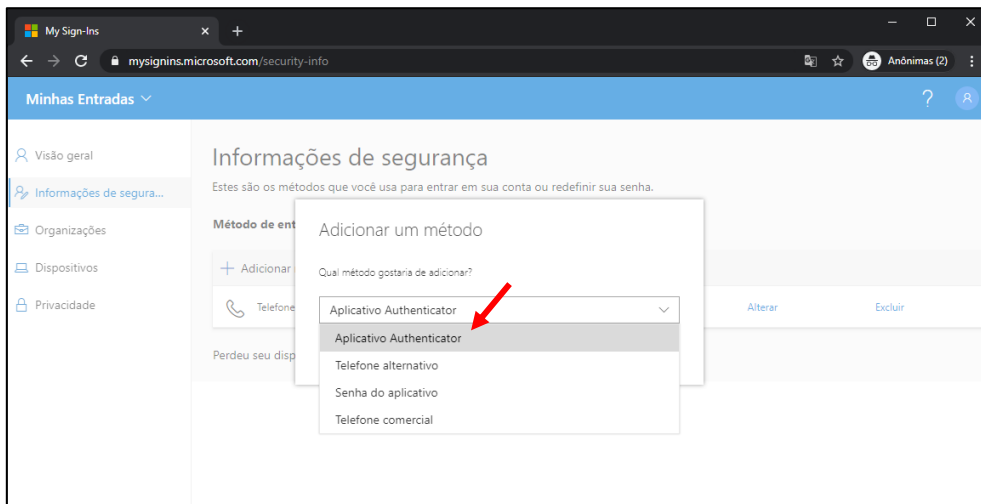 My Sign-Ins
mysignins.microsoft.com/security-info
Anônimas (2)
Minhas Entradas
?
Visão geral
Informações de segura...
Organizações
Dispositivos
Privacidade
Informações de segurança
Estes são os métodos que você usa para entrar em sua conta ou redefinir sua senha.
Método de ent
Adicionar
Telefone
Alterar
Excluir
Perdeu seu disp
Adicionar um método
Qual método gostaria de adicionar?
Aplicativo Authenticator
Aplicativo Authenticator
Telefone alternativo
Senha do aplicativo
Telefone comercial